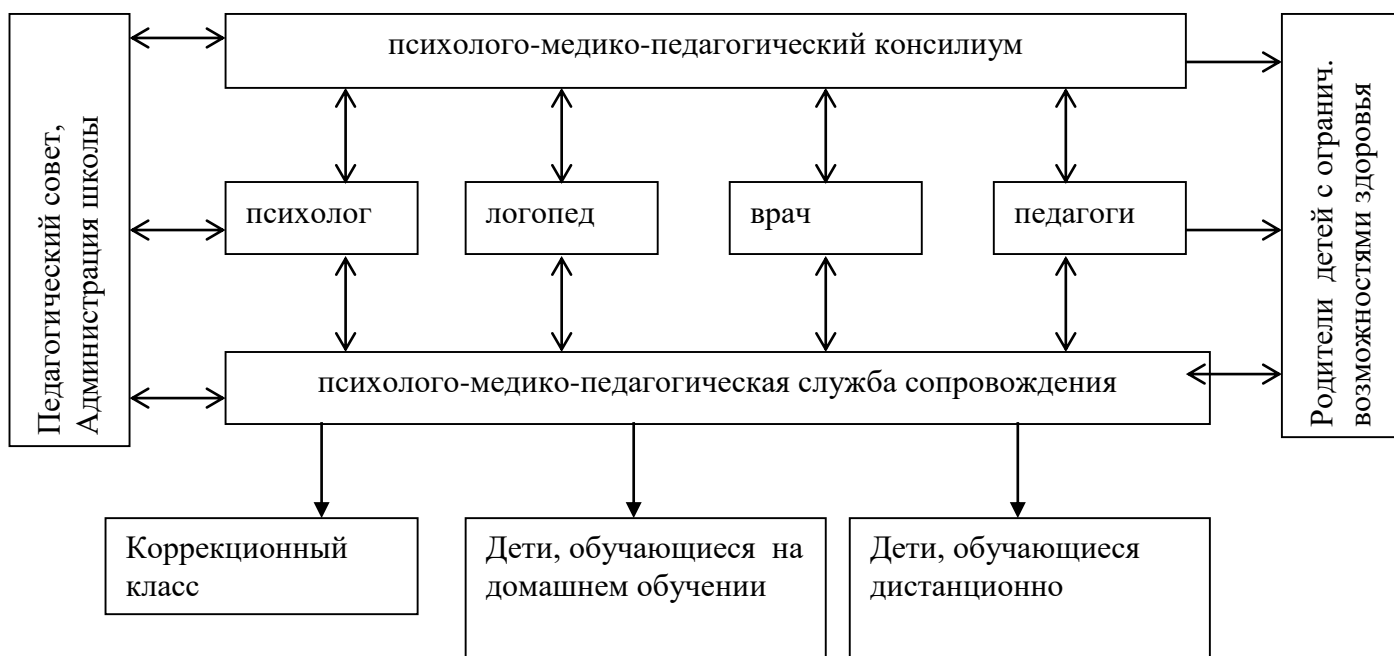 психолого-медико-педагогический консилиум
Педагогический совет,
Администрация школы
Родители детей с огранич.
возможностями здоровья
психолог
логопед
врач
педагоги
психолого-медико-педагогическая служба сопровождения
Коррекционный
класс
Дети, обучающиеся на
домашнем обучении
Дети, обучающиеся
дистанционно